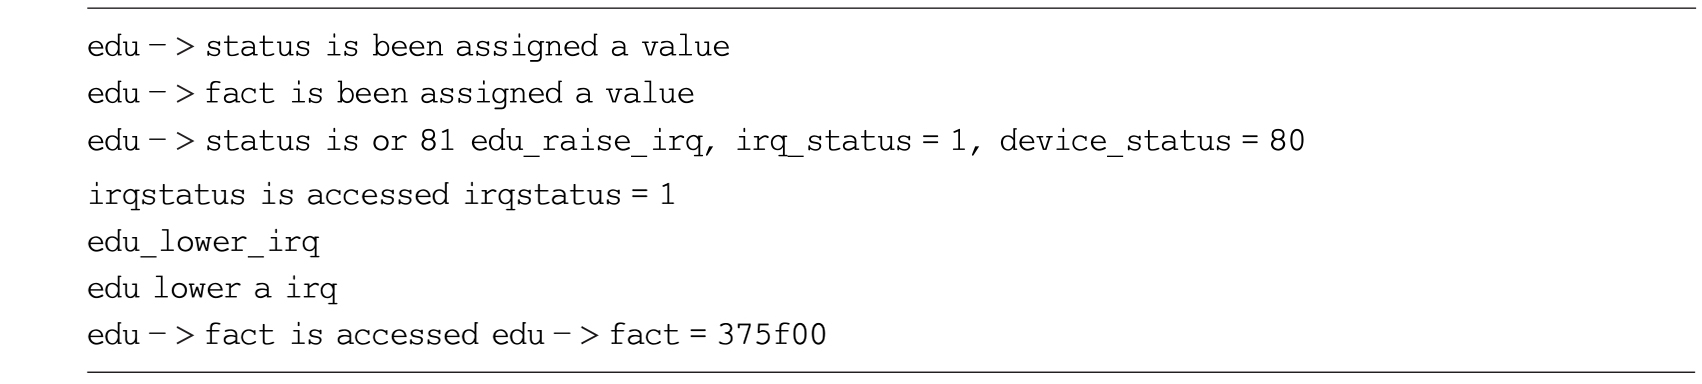 edu -> status is been assigned a value
edu -> fact is been assigned a value
edu -> status is or 81 edu_raise_irq, irq_status = 1, device_status = 80
irqstatus is accessed irqstatus = 1
edu_lower_irq
edu lower a irq
edu -> fact is accessed edu -> fact = 375f00